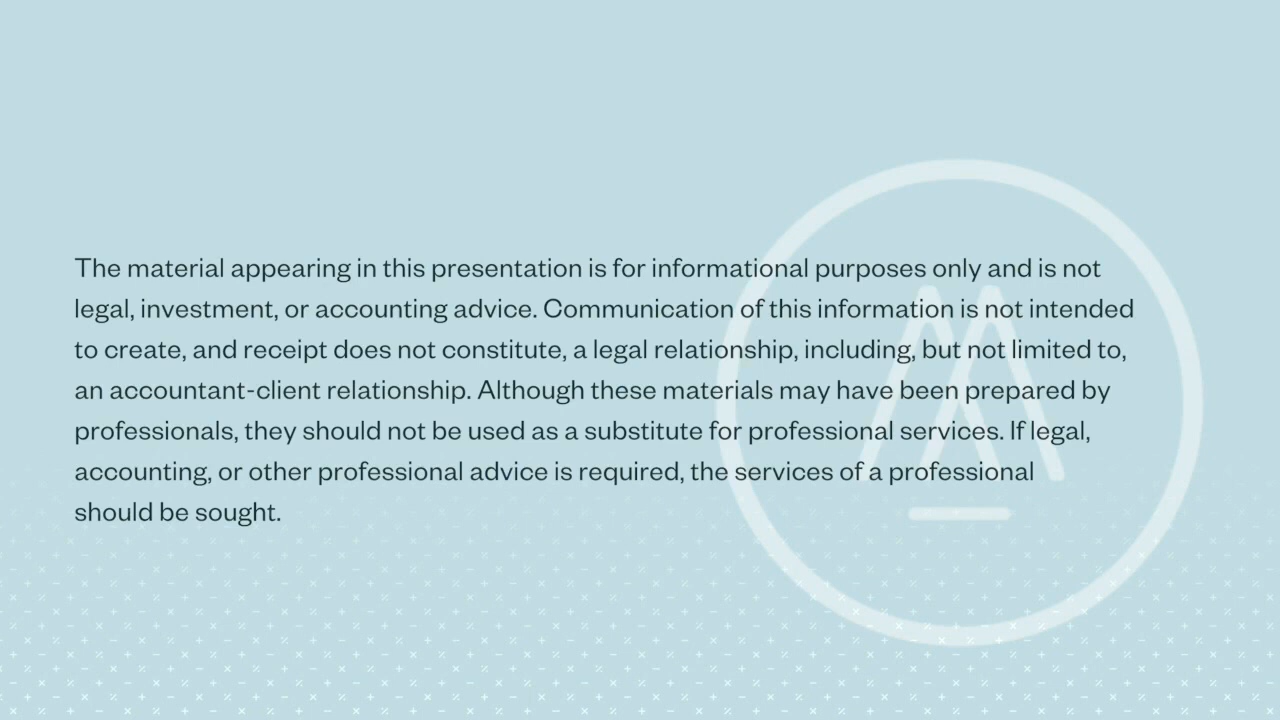 The material appearing in this presentation is for informational purposes only and is not
legal, investment, or accounting advice. Communication of this information is not intended
to create, and receipt does not constitute, a legal relationship, including, but not limited to,
an accountant-client relationship. Although these materials may have been prepared by
professionals, they should not be used as a substitute for professional services. If legal,
accounting, or other professional advice is required, the services of a professional
should be sought.